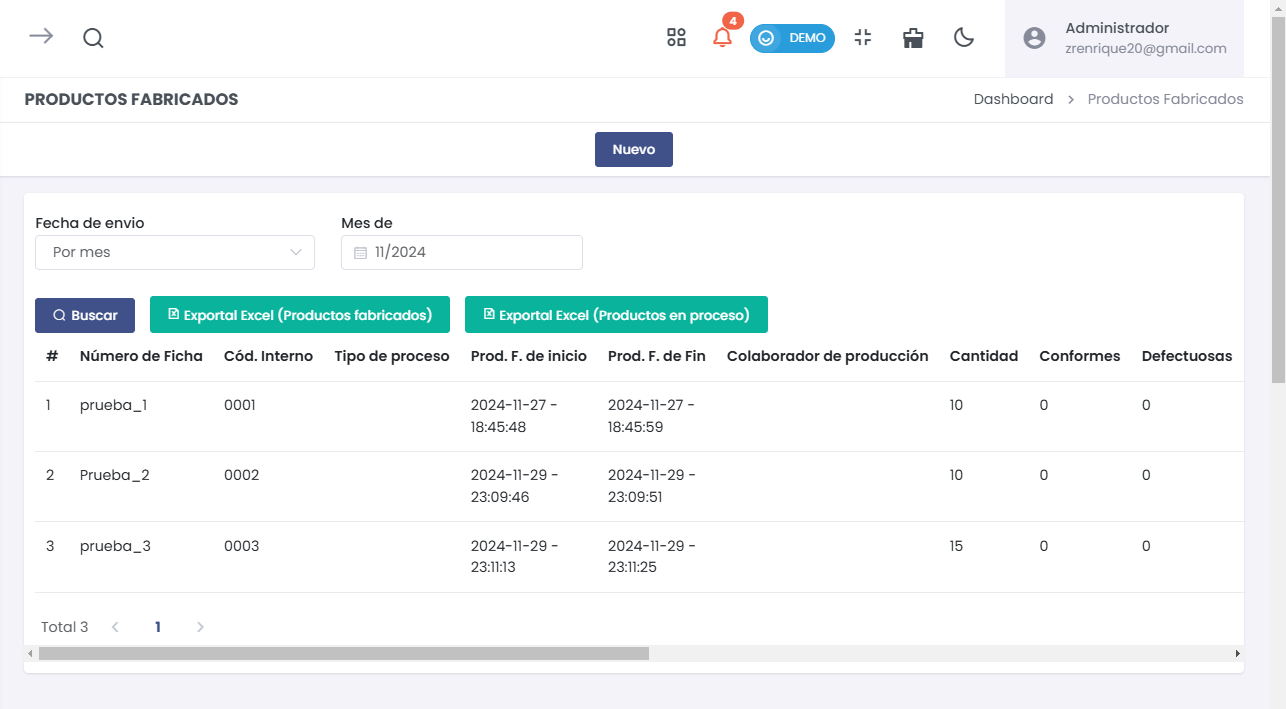 4
DEMO
Administrador
zrenrique20@gmail.com
PRODUCTOS FABRICADOS
Dashboard > Productos Fabricados
Nuevo
Fecha de envio
Mes de
Por mes
11/2024
Buscar
Exportal Excel (Productos fabricados)
Exportal Excel (Productos en proceso)
# Número de Ficha Cód. Interno Tipo de proceso Prod. F. de inicio Prod. F. de Fin Colaborador de producción Cantidad Conformes Defectuosas
1 prueba_1 0001 2024-11-27 - 2024-11-27 - 10 0 0
18:45:48 18:45:59
2 Prueba_2 0002 2024-11-29 - 2024-11-29 - 10 0 0
23:09:46 23:09:51
3 prueba_3 0003 2024-11-29 - 2024-11-29 - 15 0 0
23:11:13 23:11:25
Total 3 < 1 >